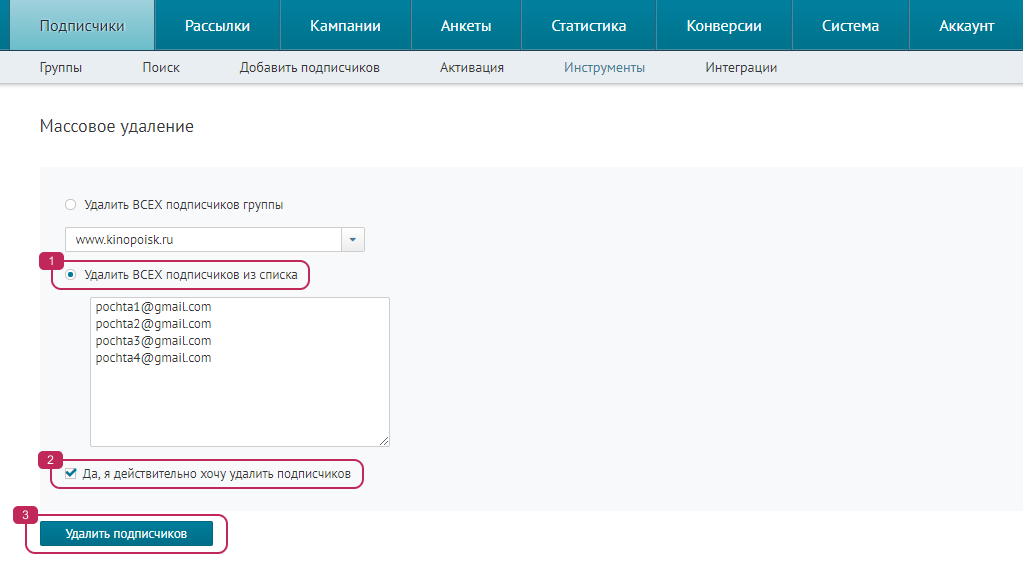 Подписчики Рассылки Кампании Анкеты Статистика Конверсии Система Аккаунт
Группы Поиск Добавить подписчиков Активация Инструменты Интеграции
Массовое удаление
Удалить ВСЕХ подписчиков группы
www.kinopoisk.ru
1
Удалить ВСЕХ подписчиков из списка
pochta1@gmail.com
pochta2@gmail.com
pochta3@gmail.com
pochta4@gmail.com
2
Да, я действительно хочу удалить подписчиков
3
Удалить подписчиков